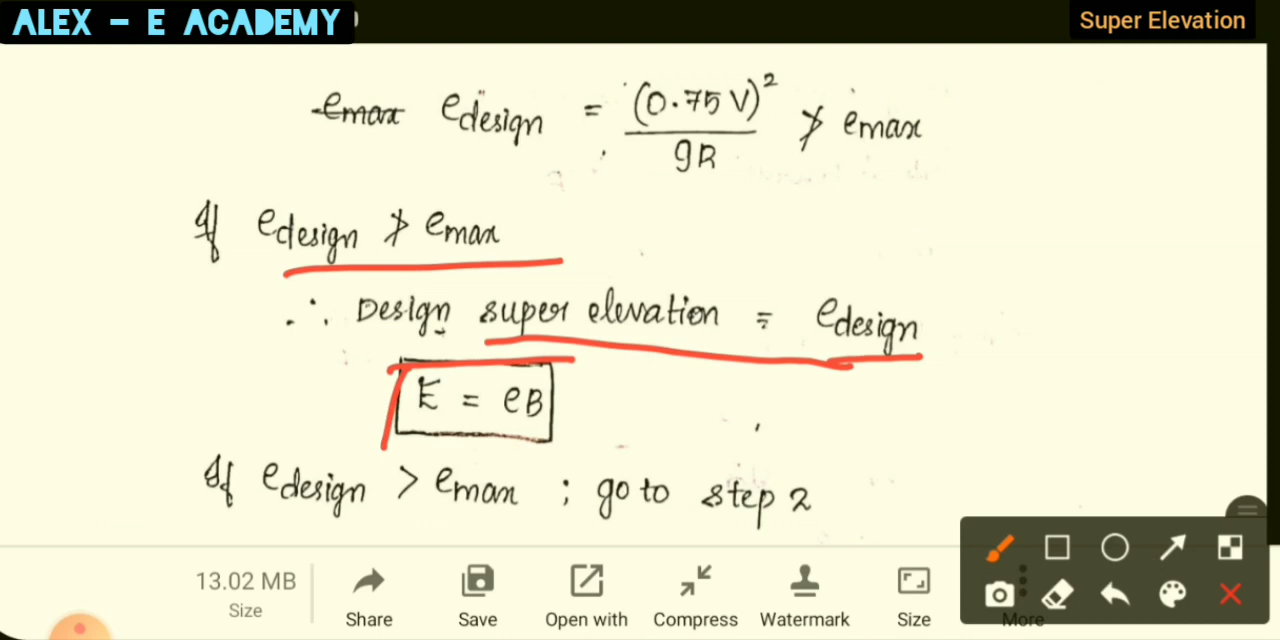 ALEX - E ACADEMY
Super Elevation
emax edesign = (0.75 V)² / gR ≯ emax
If edesign ≯ emax
∴ Design super elevation = edesign
E = eB
If edesign > emax ; go to step 2
13.02 MB
Size
Share
Save
Open with
Compress
Watermark
Size
More